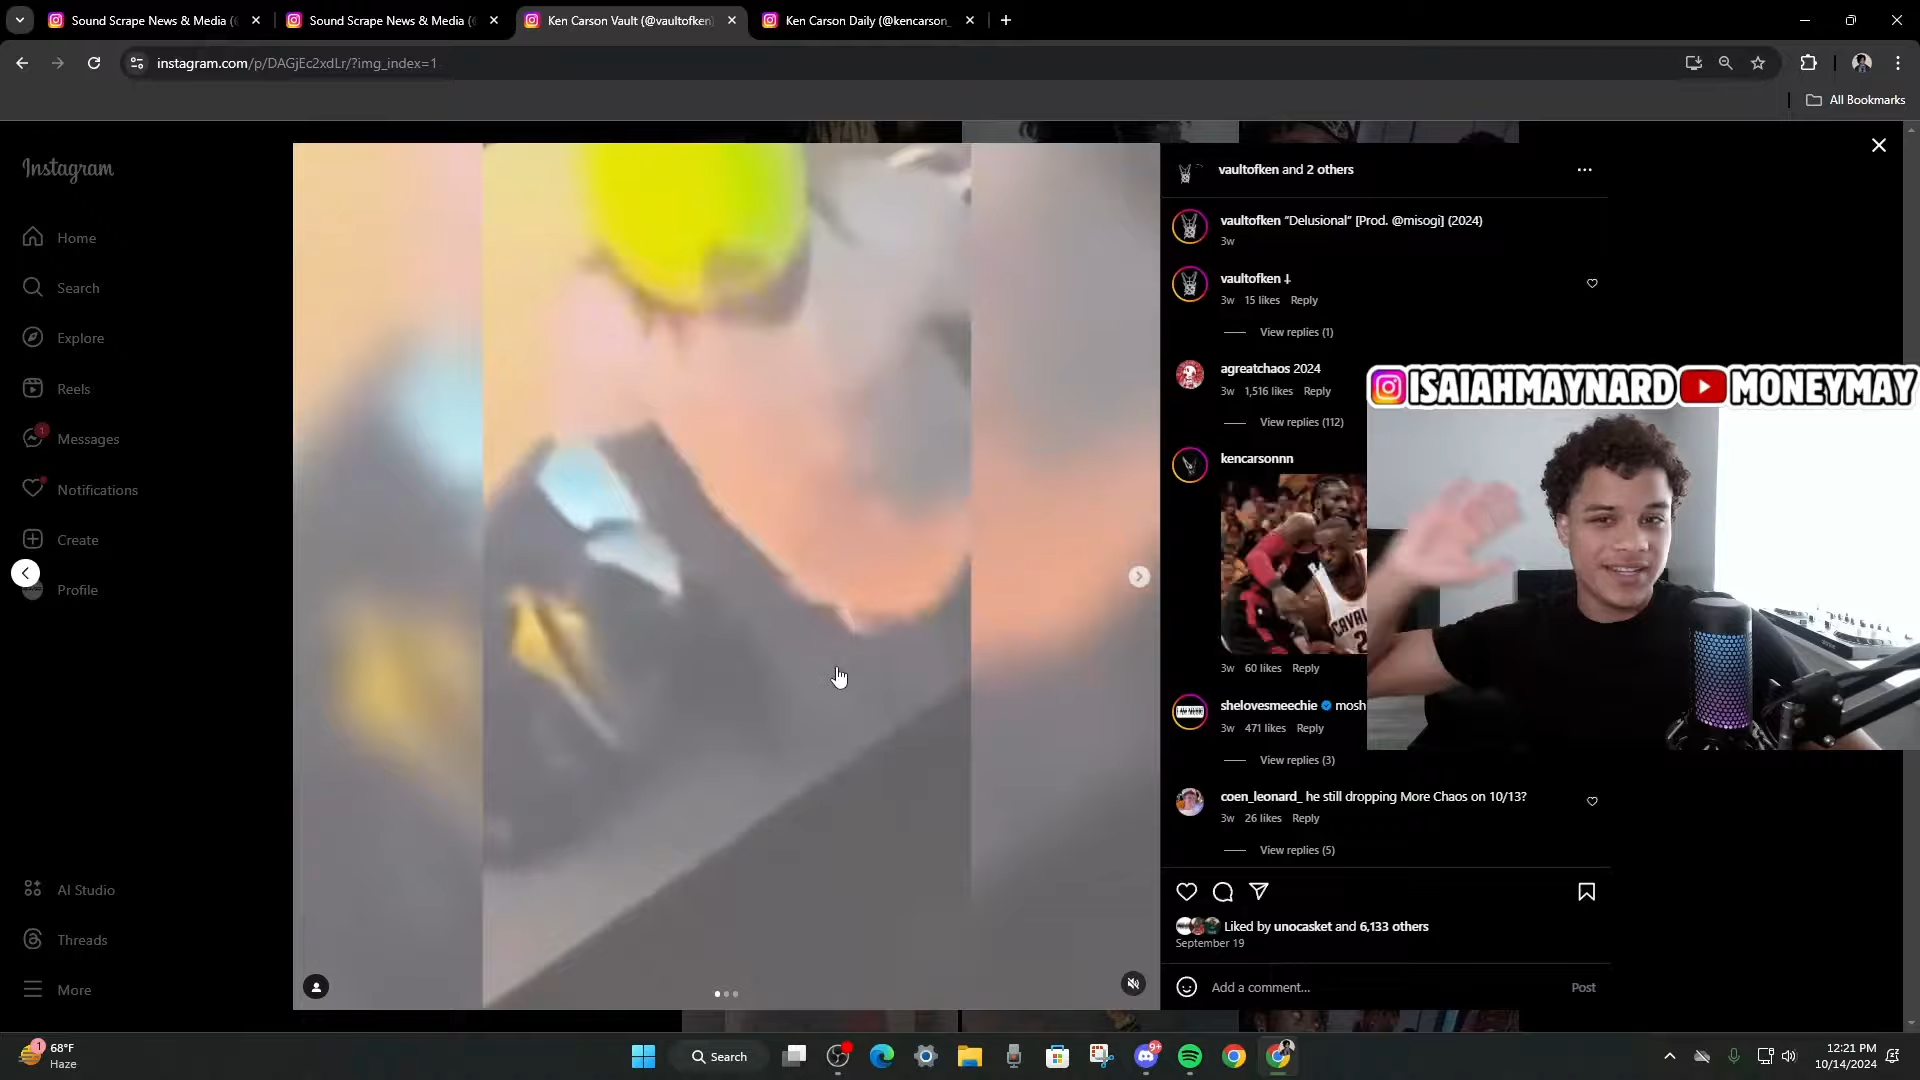 Sound Scrape News & Media (
Sound Scrape News & Media (
Ken Carson Vault (@vaultofken
Ken Carson Daily (@kencarson_
instagram.com/p/DAGjEc2xdLr/?img_index=1
All Bookmarks
Instagram
Home
Search
Explore
Reels
Messages
1
Notifications
Create
Profile
AI Studio
Threads
More
vaultofken and 2 others
vaultofken “Delusional” [Prod. @misogi] (2024)
3w
vaultofken ⸸
3w 15 likes Reply
View replies (1)
agreatchaos 2024
3w 1,516 likes Reply
View replies (112)
kencarsonnn
CAVAL
2
3w 60 likes Reply
shelovesmeechie mosh
3w 471 likes Reply
View replies (3)
coen_leonard_ he still dropping More Chaos on 10/13?
3w 26 likes Reply
View replies (5)
Liked by unocasket and 6,133 others
September 19
Add a comment...
Post
ISAIAHMAYNARD MONEYMAY
1
68°F
Haze
Search
9+
12:21 PM
10/14/2024